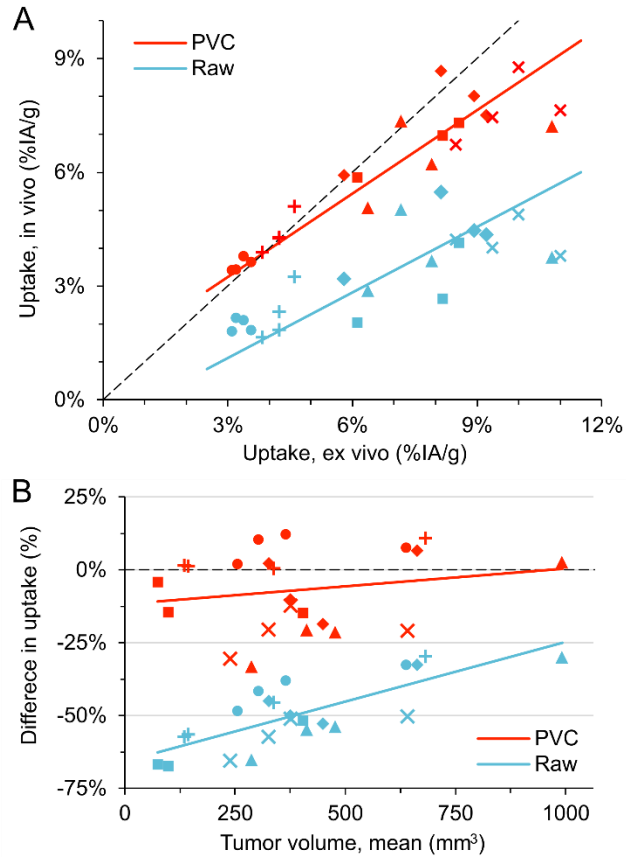 A
PVC
Raw
9%
6%
3%
0%
Uptake, in vivo (%IA/g)
0% 3% 6% 9% 12%
Uptake, ex vivo (%IA/g)
B
25%
0%
-25%
-50%
-75%
Differece in uptake (%)
PVC
Raw
0 250 500 750 1000
Tumor volume, mean (mm³)